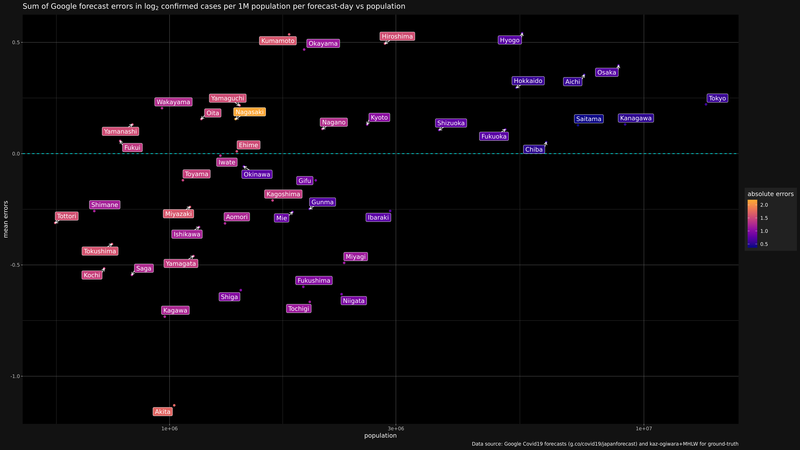 Sum of Google forecast errors in log₂ confirmed cases per 1M population per forecast-day vs population
Kumamoto
Okayama
Hiroshima
Hyogo
0.5
Osaka
Hokkaido
Aichi
Wakayama
Yamaguchi
Tokyo
Oita
Nagasaki
Kyoto
Saitama
Kanagawa
Nagano
Shizuoka
Yamanashi
Fukuoka
Fukui
Ehime
Chiba
0.0
Iwate
Toyama
Okinawa
Gifu
Kagoshima
Shimane
Gunma
Tottori
Miyazaki
Aomori
Mie
Ibaraki
mean errors
Ishikawa
Tokushima
Miyagi
Yamagata
-0.5
Kochi
Saga
Fukushima
Shiga
Niigata
Kagawa
Tochigi
-1.0
Akita
absolute errors
2.0
1.5
1.0
0.5
1e+06
3e+06
1e+07
population
Data source: Google Covid19 forecasts (g.co/covid19/japanforecast) and kaz-ogiwara+MHLW for ground-truth